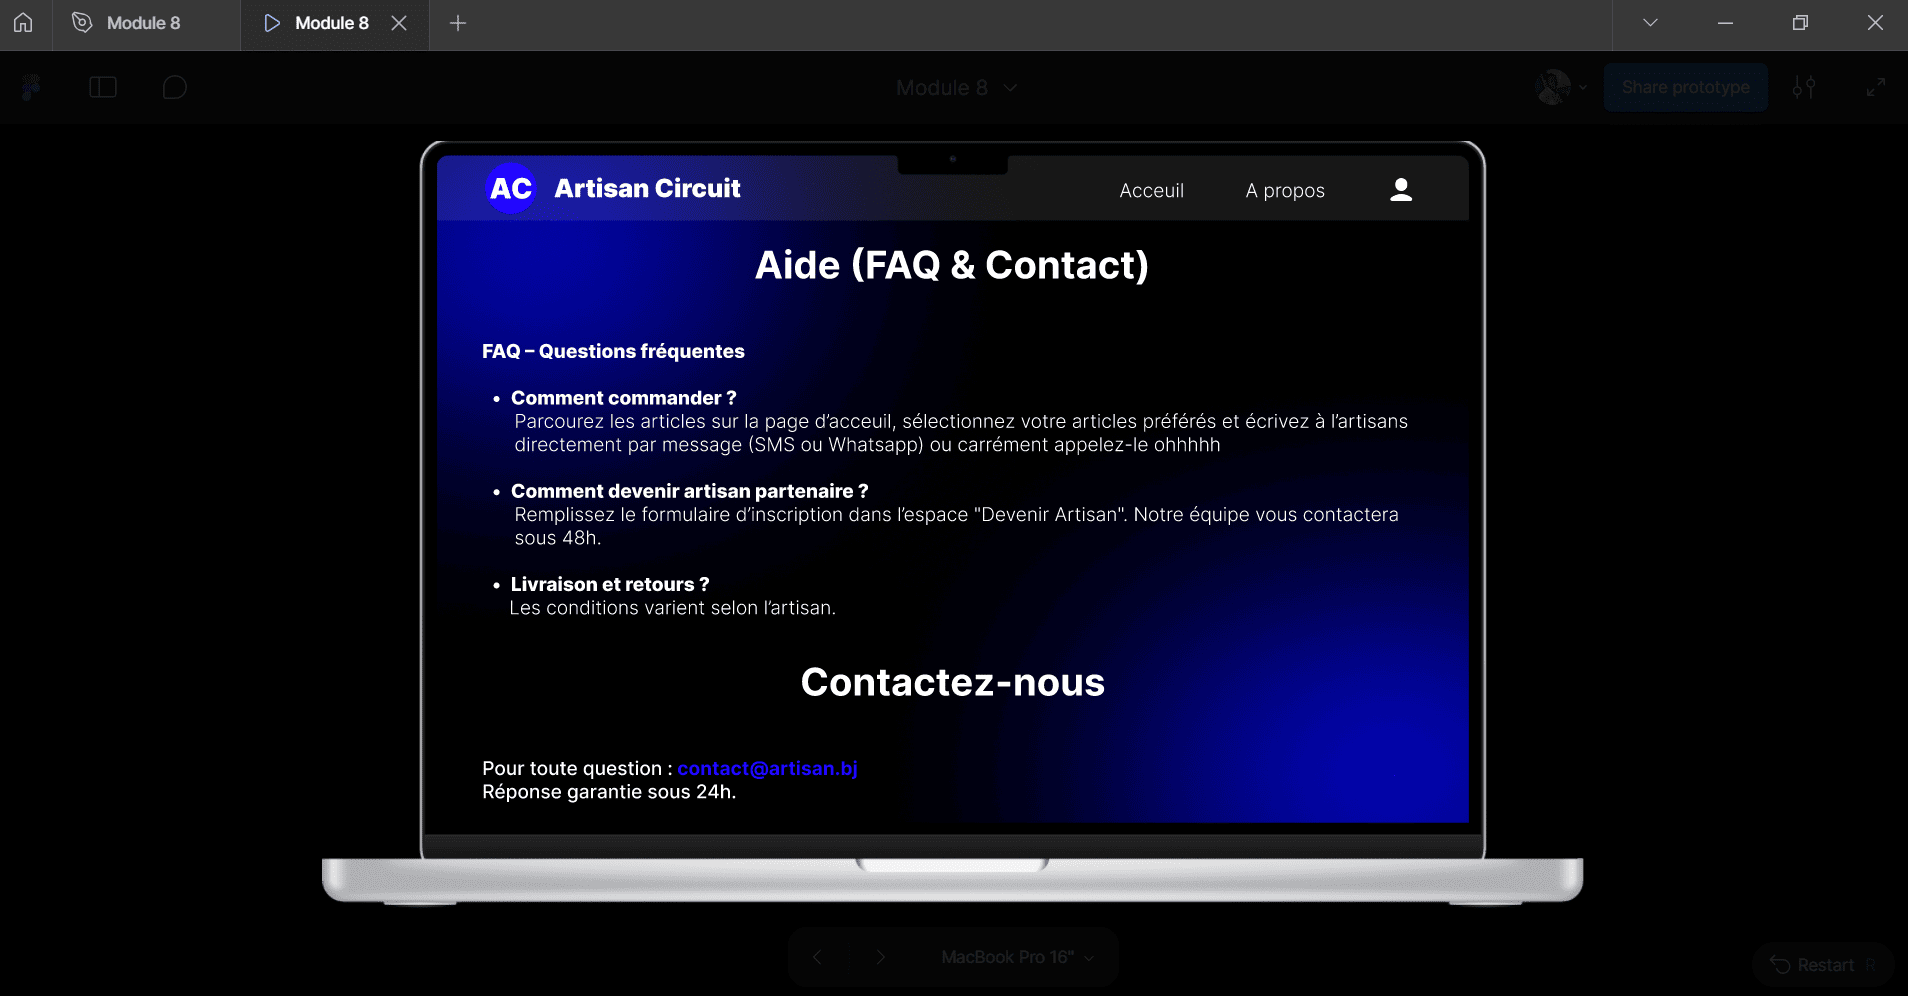 Module 8
Module 8
Module 8
Share prototype
AC Artisan Circuit
Acceuil
A propos
Aide (FAQ & Contact)
FAQ – Questions fréquentes
• Comment commander ?
Parcourez les articles sur la page d’acceuil, sélectionnez votre articles préférés et écrivez à l’artisans
directement par message (SMS ou Whatsapp) ou carrément appelez-le ohhhhh
• Comment devenir artisan partenaire ?
Remplissez le formulaire d’inscription dans l’espace "Devenir Artisan". Notre équipe vous contactera
sous 48h.
• Livraison et retours ?
Les conditions varient selon l’artisan.
Contactez-nous
Pour toute question : contact@artisan.bj
Réponse garantie sous 24h.
MacBook Pro 16"
Restart R